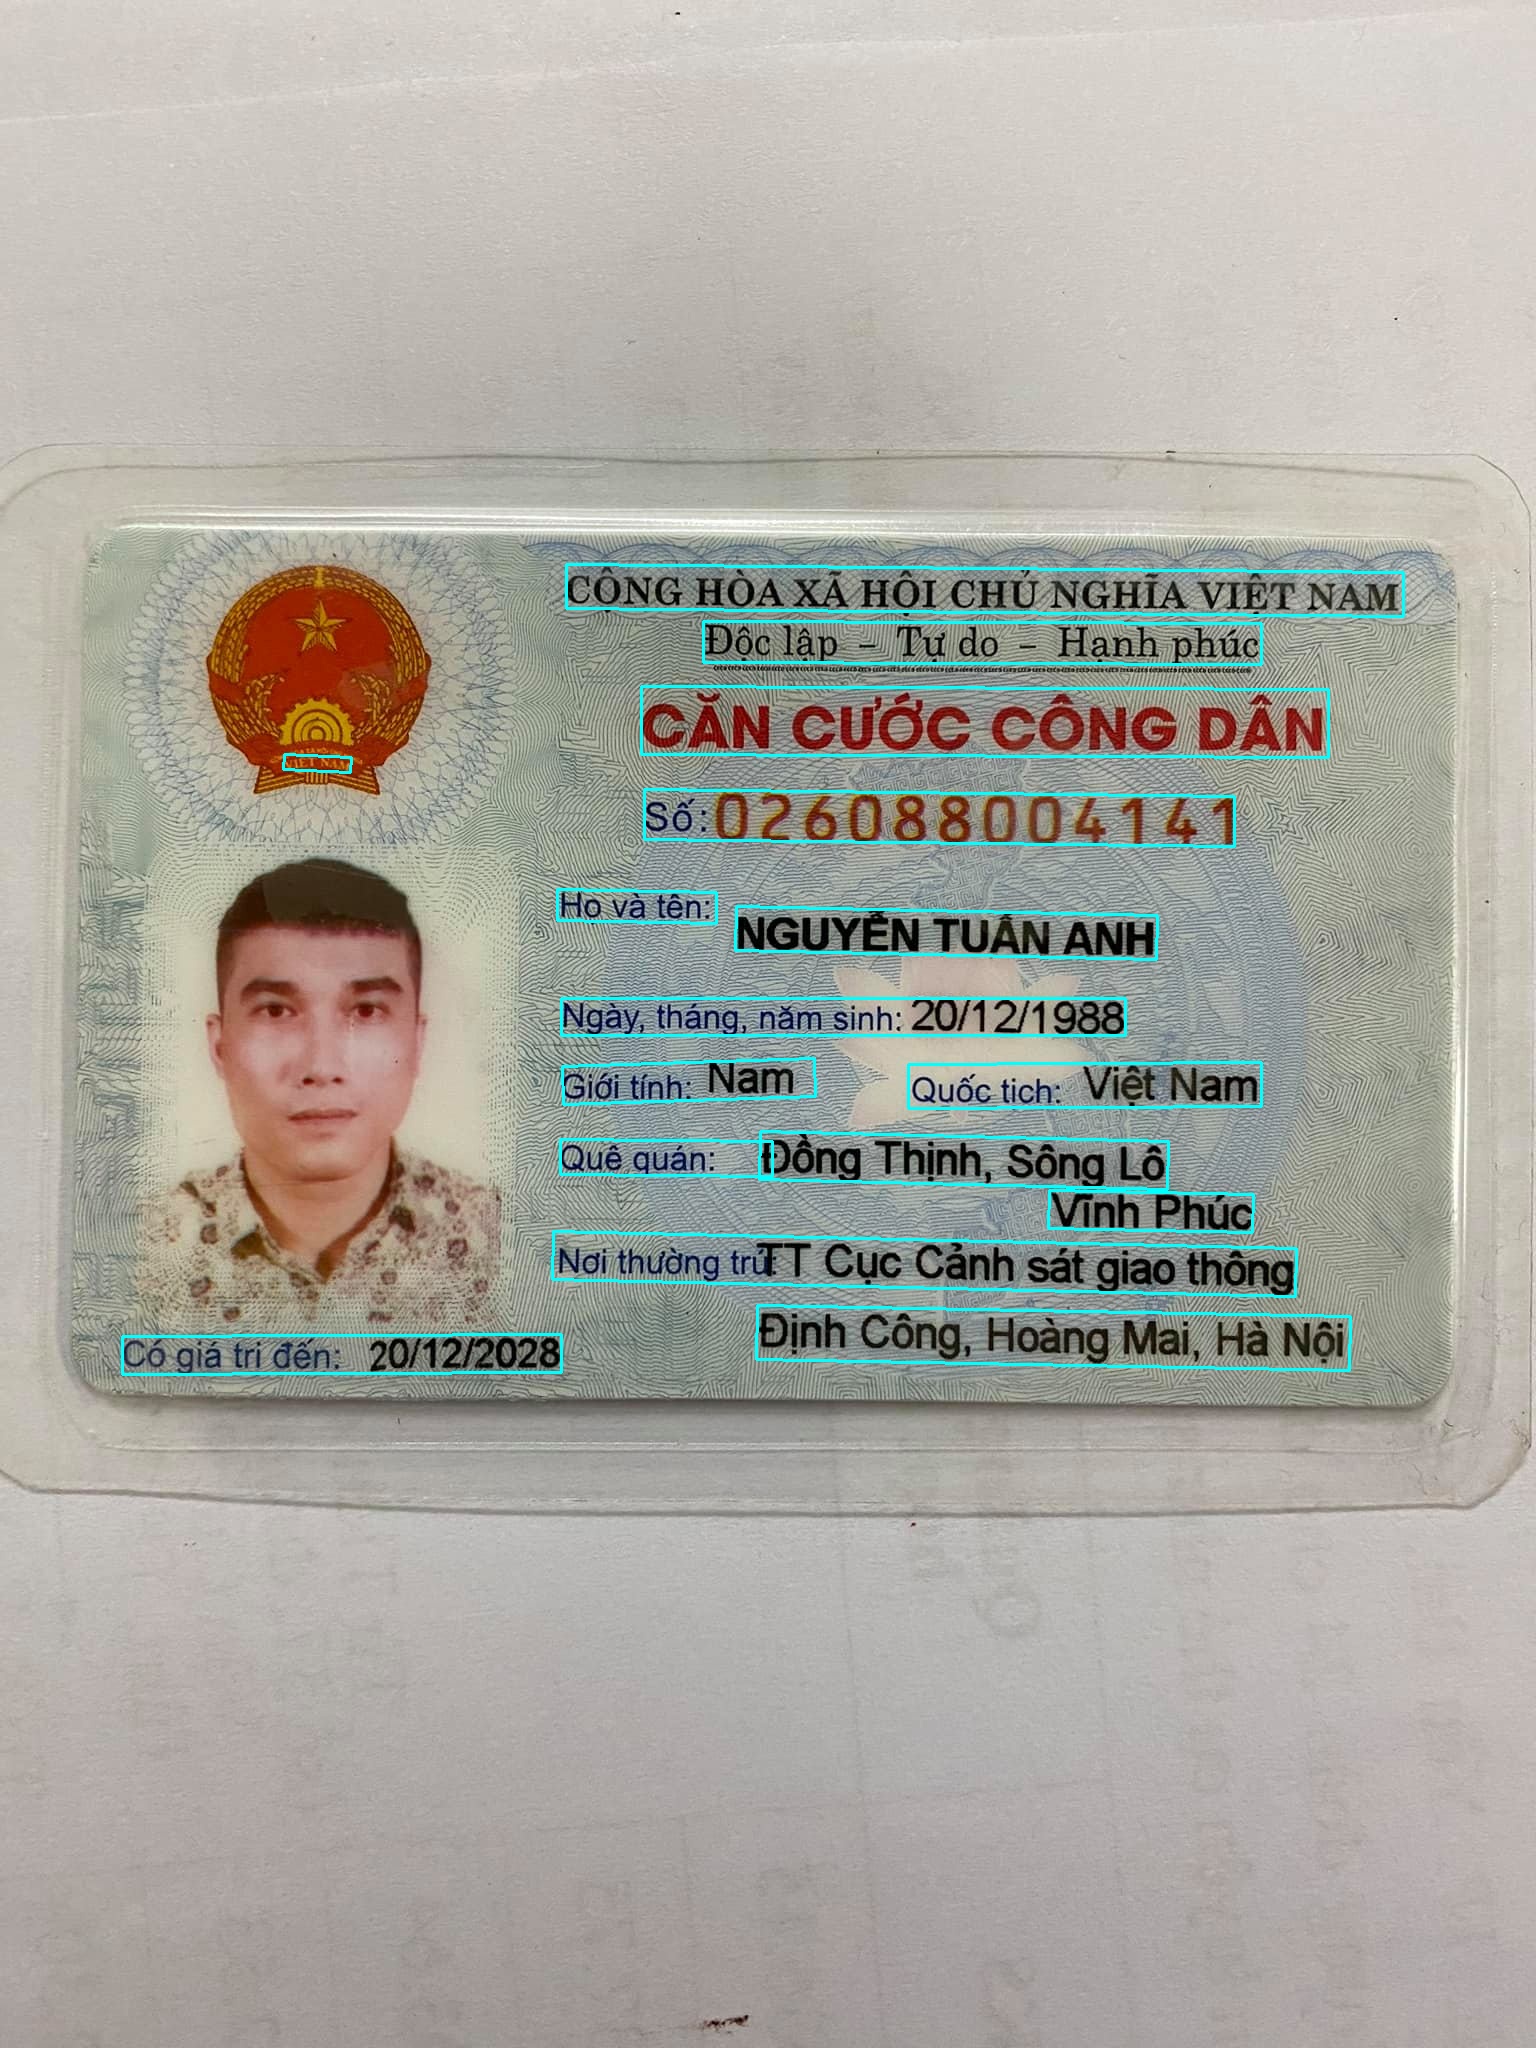 CỘNG HÒA XÃ HỘI CHỦ NGHĨA VIỆT NAM
Độc lập – Tự do – Hạnh phúc
CĂN CƯỚC CÔNG DÂN
VIỆT NAM
Số: 026088004141
Họ và tên: NGUYỄN TUẤN ANH
Ngày, tháng, năm sinh: 20/12/1988
Giới tính: Nam Quốc tịch: Việt Nam
Quê quán: Đồng Thịnh, Sông Lô
Vĩnh Phúc
Nơi thường trú: TT Cục Cảnh sát giao thông
Định Công, Hoàng Mai, Hà Nội
Có giá trị đến: 20/12/2028